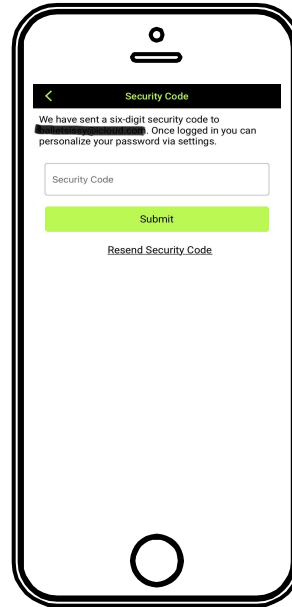 Security Code
We have sent a six-digit security code to
. Once logged in you can
personalize your password via settings.
Security Code
Submit
Resend Security Code